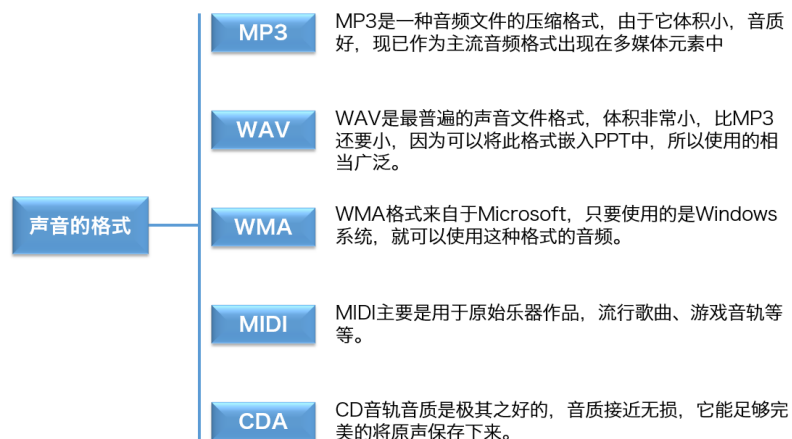 MP3
MP3是一种音频文件的压缩格式，由于它体积小，音质
好，现已作为主流音频格式出现在多媒体元素中
WAV
WAV是最普遍的声音文件格式，体积非常小，比MP3
还要小，因为可以将此格式嵌入PPT中，所以使用的相
当广泛。
声音的格式
WMA
WMA格式来自于Microsoft，只要使用的是Windows
系统，就可以使用这种格式的音频。
MIDI
MIDI主要是用于原始乐器作品，流行歌曲、游戏音轨等
等。
CDA
CD音轨音质是极其之好的，音质接近无损，它能足够完
美的将原声保存下来。